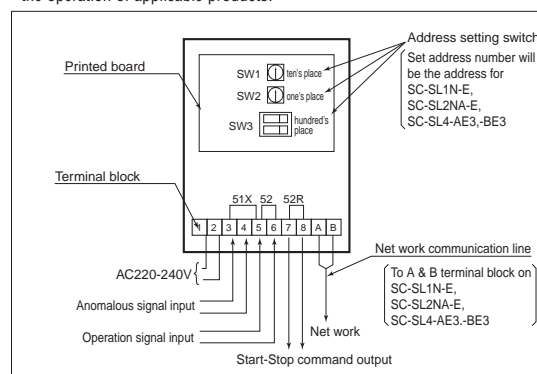 the operation of applicable products.
Address setting switch
Set address number will
be the address for
SC-SL1N-E,
SC-SL2NA-E,
SC-SL4-AE3,-BE3
Printed board
SW1 ten's place
SW2 one's place
SW3 hundred's
place
Terminal block
51X 52 52R
1 2 3 4 5 6 7 8 A B
Net work communication line
To A & B terminal block on
SC-SL1N-E,
SC-SL2NA-E,
SC-SL4-AE3.-BE3
AC220-240V
Anomalous signal input
Operation signal input
Net work
Start-Stop command output